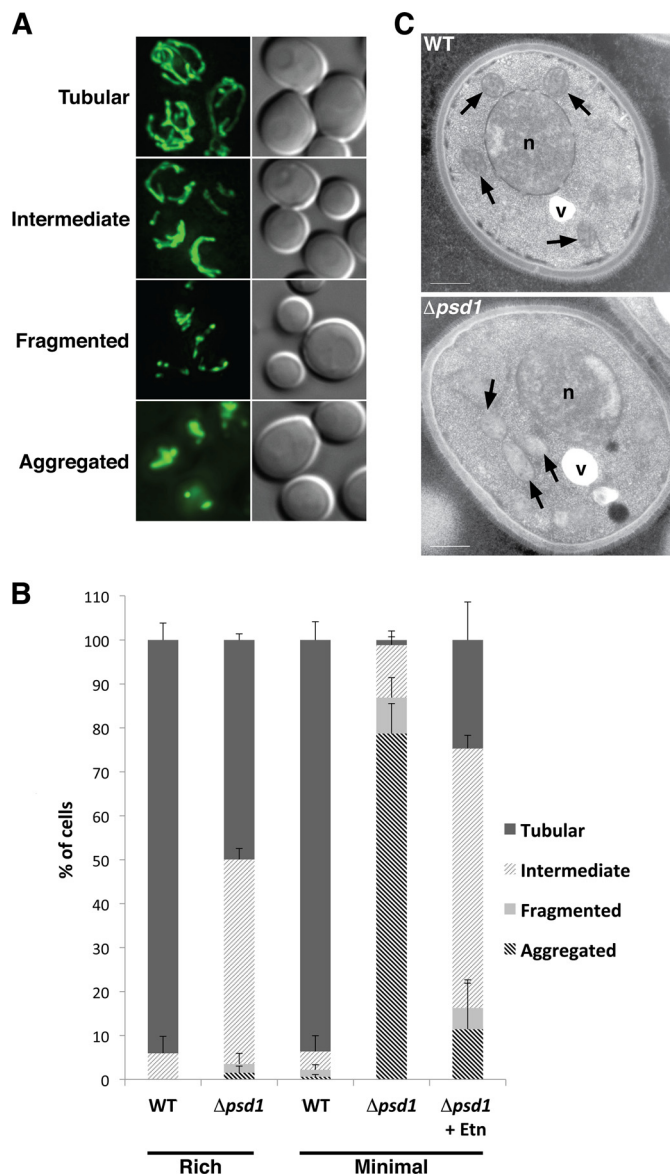 A
Tubular
Intermediate
Fragmented
Aggregated
C
WT
n
v
Δpsd1
n
v
B
110
100
90
80
70
60
50
40
30
20
10
0
% of cells
WT
Δpsd1
WT
Δpsd1
Δpsd1
+ Etn
Rich
Minimal
Tubular
Intermediate
Fragmented
Aggregated